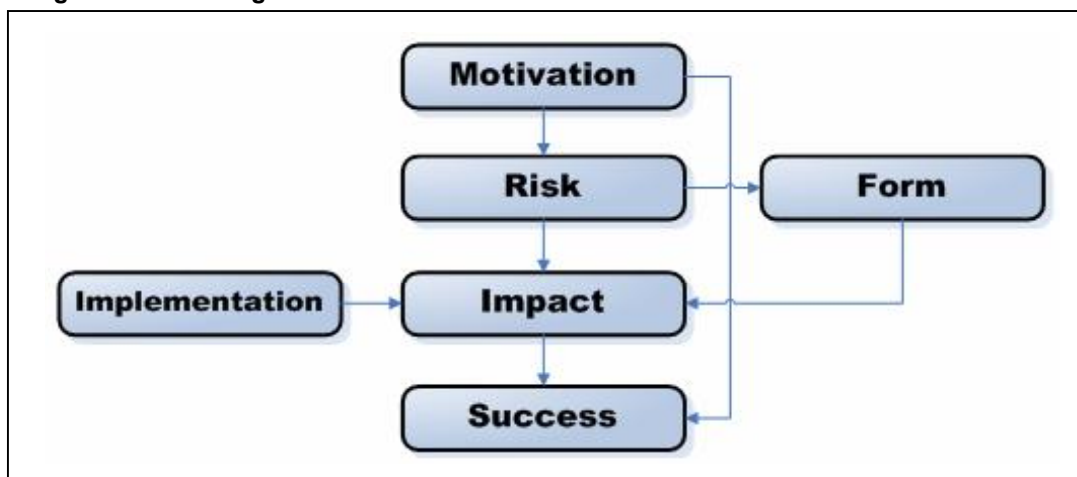 Motivation
Risk
Form
Implementation
Impact
Success